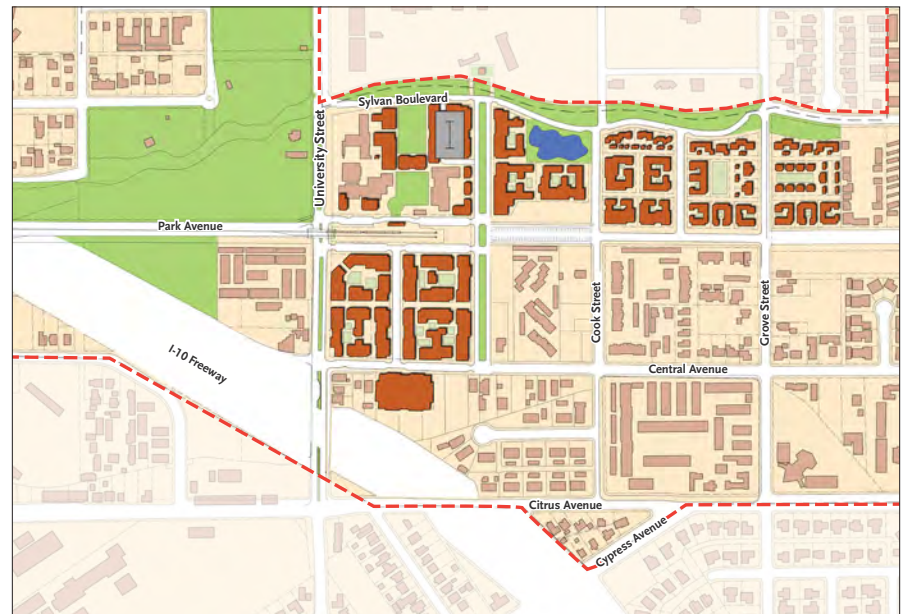 Sylvan Boulevard
University Street
Park Avenue
Cook Street
Grove Street
I-10 Freeway
Central Avenue
Citrus Avenue
Cypress Avenue